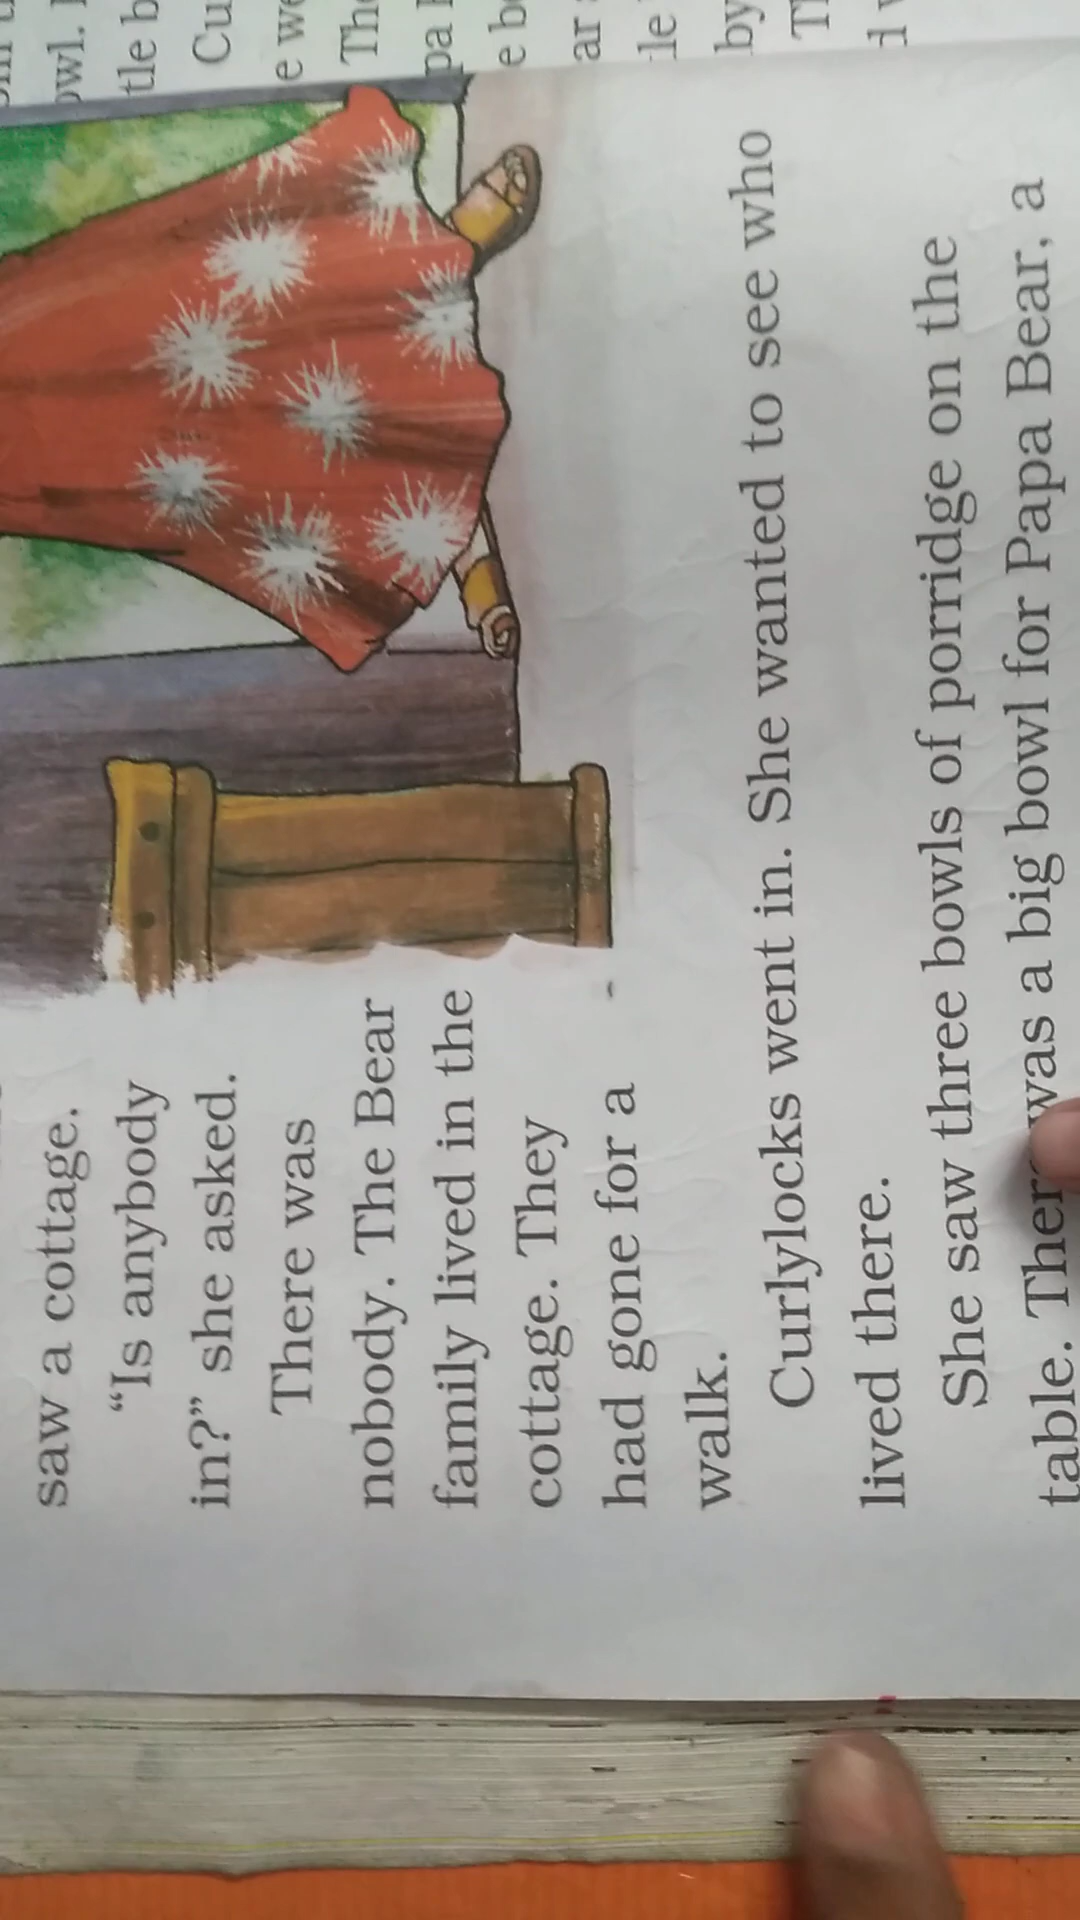 saw a cottage.
"Is anybody
in?" she asked.
There was
nobody. The Bear
family lived in the
cottage. They
had gone for a
walk.
Curlylocks went in. She wanted to see who
lived there.
She saw three bowls of porridge on the
table. There was a big bowl for Papa Bear, a